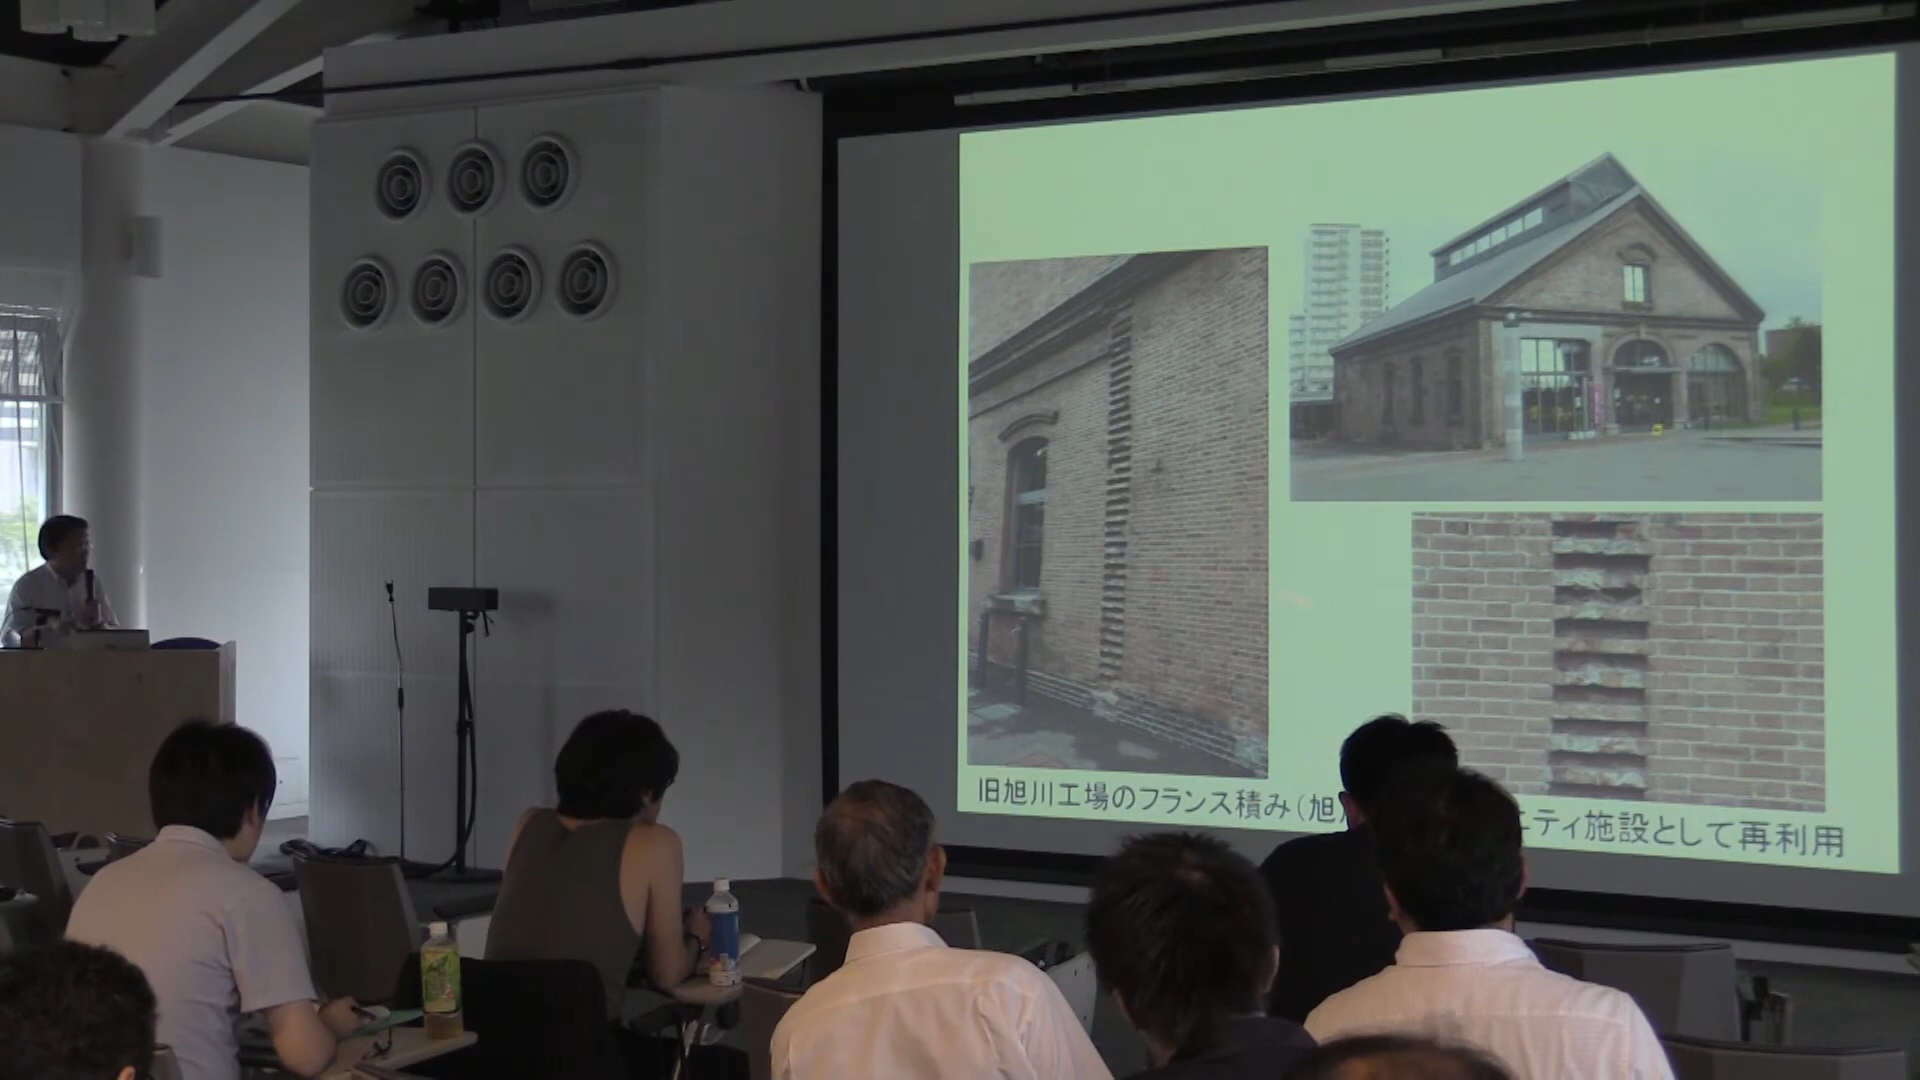 旧旭川工場のフランス積み(旭 ニティ施設として再利用